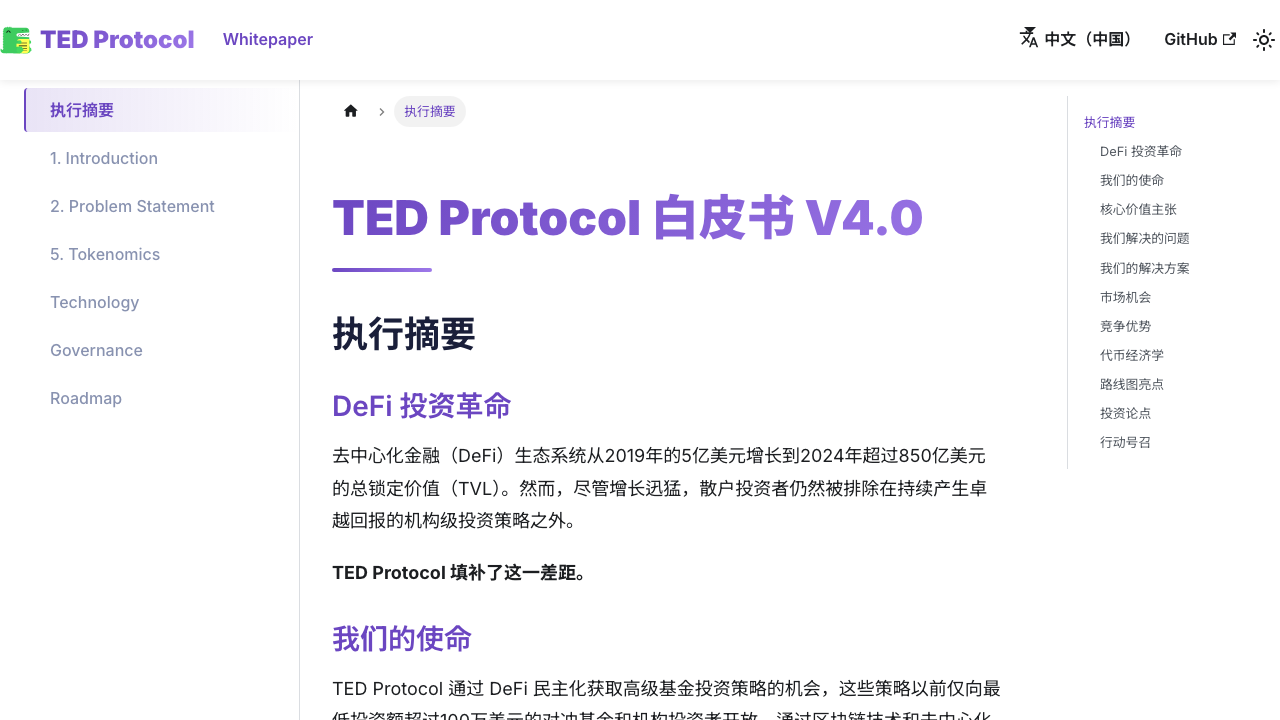 TED Protocol
Whitepaper
中文（中国）
GitHub
执行摘要
1. Introduction
2. Problem Statement
5. Tokenomics
Technology
Governance
Roadmap
执行摘要
TED Protocol 白皮书 V4.0
执行摘要
DeFi 投资革命
去中心化金融（DeFi）生态系统从2019年的5亿美元增长到2024年超过850亿美元
的总锁定价值（TVL）。然而，尽管增长迅猛，散户投资者仍然被排除在持续产生卓
越回报的机构级投资策略之外。
TED Protocol 填补了这一差距。
我们的使命
TED Protocol 通过 DeFi 民主化获取高级基金投资策略的机会，这些策略以前仅向最
低投资额超过100万美元的对冲基金和机构投资者开放。通过区块链技术和去中心化
执行摘要
DeFi 投资革命
我们的使命
核心价值主张
我们解决的问题
我们的解决方案
市场机会
竞争优势
代币经济学
路线图亮点
投资论点
行动号召